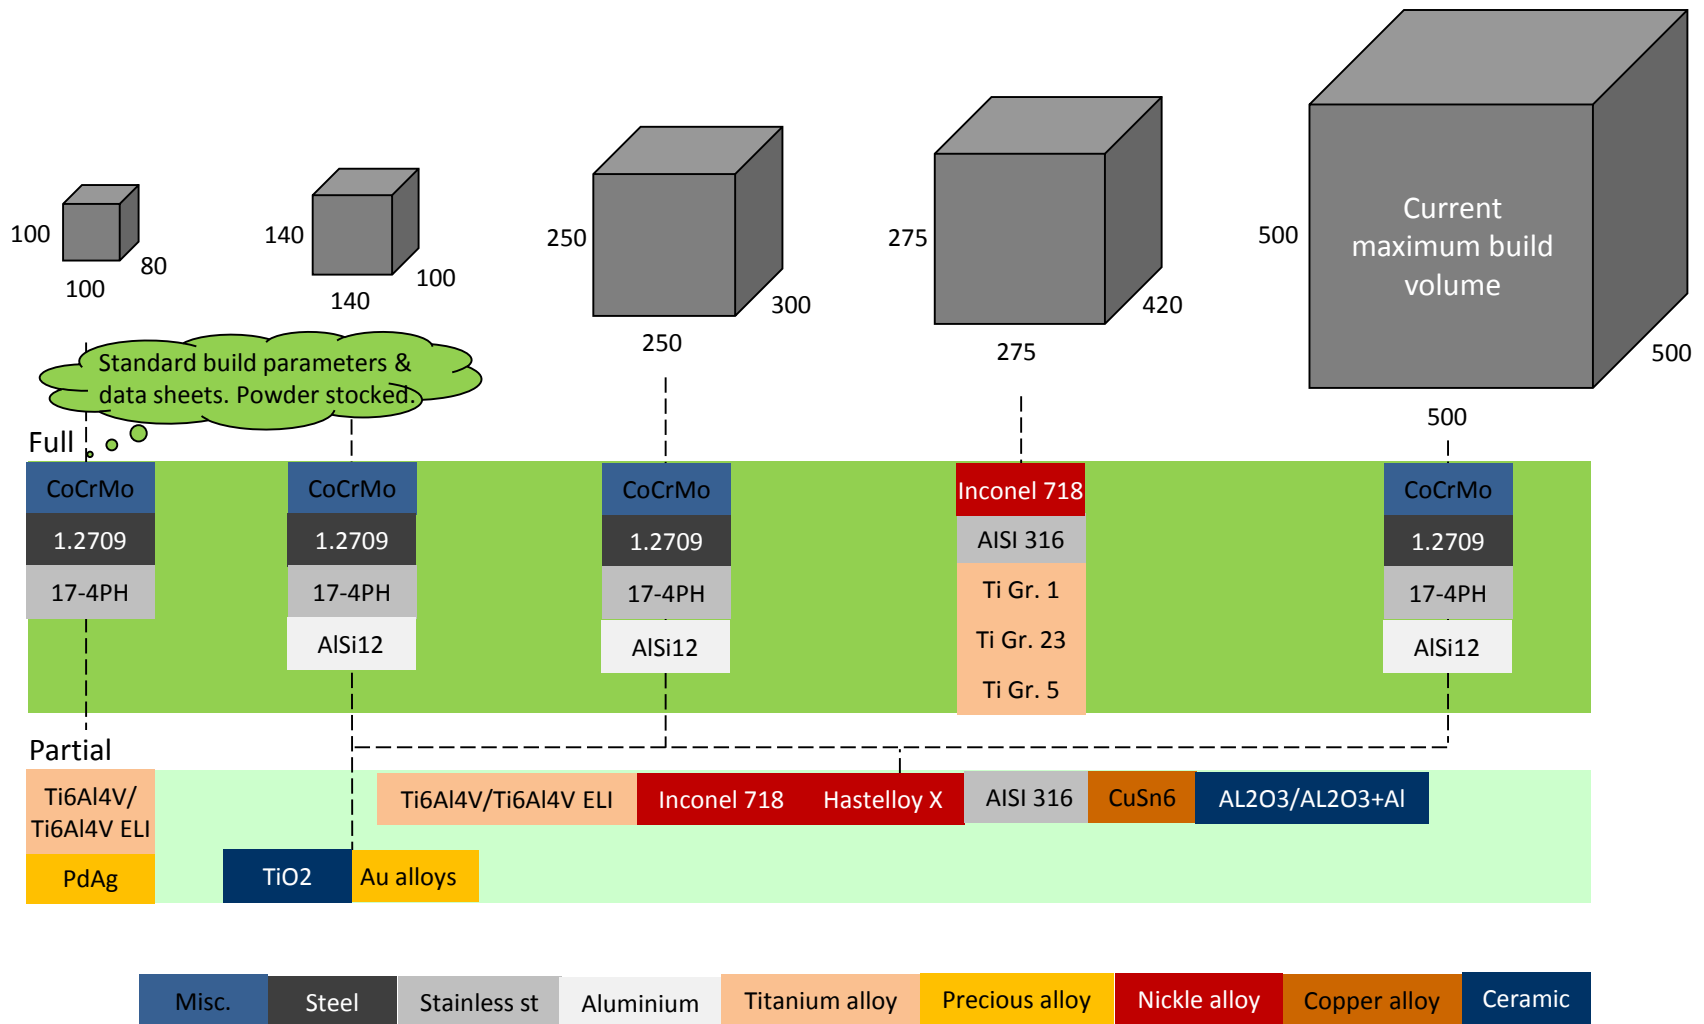 100
80
100
140
100
140
250
300
250
275
420
275
Current
maximum build
volume
500
500
500
Standard build parameters &
data sheets. Powder stocked.
Full
CoCrMo
1.2709
17-4PH
CoCrMo
1.2709
17-4PH
AlSi12
CoCrMo
1.2709
17-4PH
AlSi12
Inconel 718
AISI 316
Ti Gr. 1
Ti Gr. 23
Ti Gr. 5
CoCrMo
1.2709
17-4PH
AlSi12
Partial
Ti6Al4V/
Ti6Al4V ELI
PdAg
Ti6Al4V/Ti6Al4V ELI
Inconel 718
Hastelloy X
AISI 316
CuSn6
AL2O3/AL2O3+Al
TiO2
Au alloys
Misc.
Steel
Stainless st
Aluminium
Titanium alloy
Precious alloy
Nickle alloy
Copper alloy
Ceramic